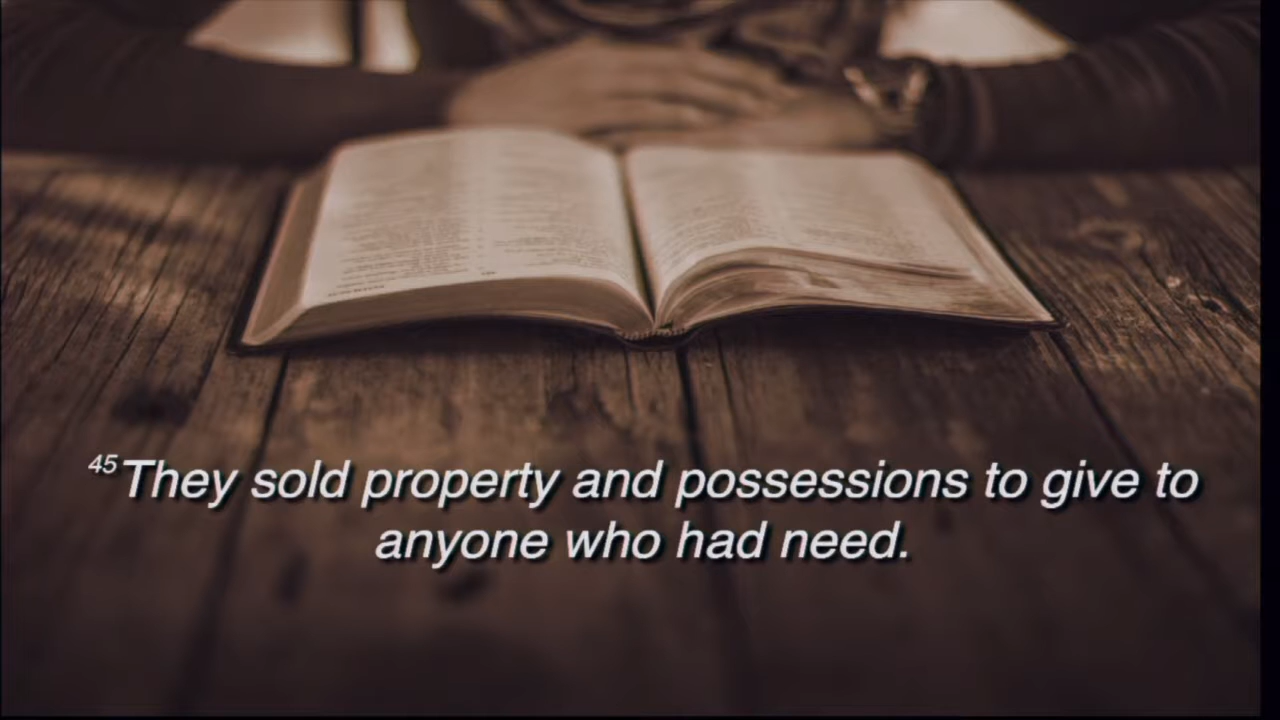 45They sold property and possessions to give to
anyone who had need.